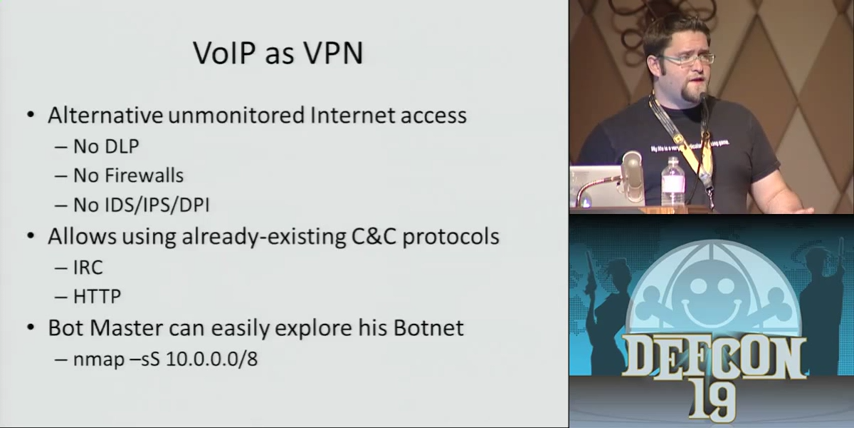 VoIP as VPN
• Alternative unmonitored Internet access
– No DLP
– No Firewalls
– No IDS/IPS/DPI
• Allows using already-existing C&C protocols
– IRC
– HTTP
• Bot Master can easily explore his Botnet
– nmap –sS 10.0.0.0/8
DEFCON
19